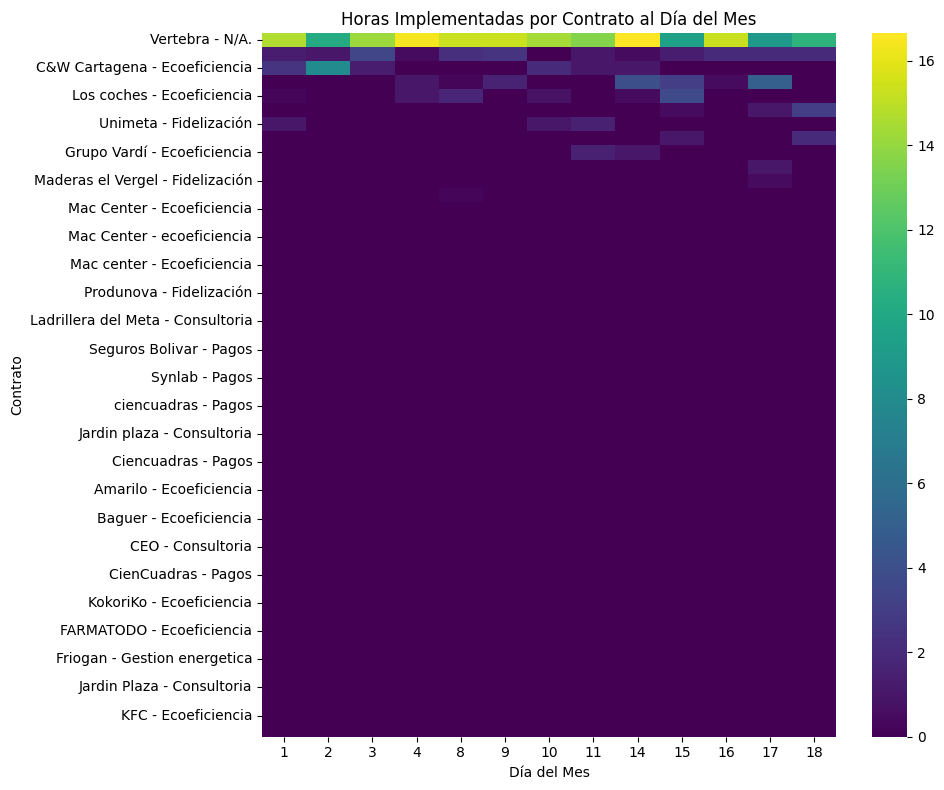 Horas Implementadas por Contrato al Día del Mes
Vertebra - N/A.
C&W Cartagena - Ecoeficiencia
Los coches - Ecoeficiencia
Unimeta - Fidelización
Grupo Vardí - Ecoeficiencia
Maderas el Vergel - Fidelización
Mac Center - Ecoeficiencia
Mac Center - ecoeficiencia
Mac center - Ecoeficiencia
Produnova - Fidelización
Ladrillera del Meta - Consultoria
Seguros Bolivar - Pagos
Synlab - Pagos
ciencuadras - Pagos
Jardin plaza - Consultoria
Ciencuadras - Pagos
Amarilo - Ecoeficiencia
Baguer - Ecoeficiencia
CEO - Consultoria
CienCuadras - Pagos
KokoriKo - Ecoeficiencia
FARMATODO - Ecoeficiencia
Friogan - Gestion energetica
Jardin Plaza - Consultoria
KFC - Ecoeficiencia
Contrato
1 2 3 4 8 9 10 11 14 15 16 17 18
Día del Mes
16
14
12
10
8
6
4
2
0